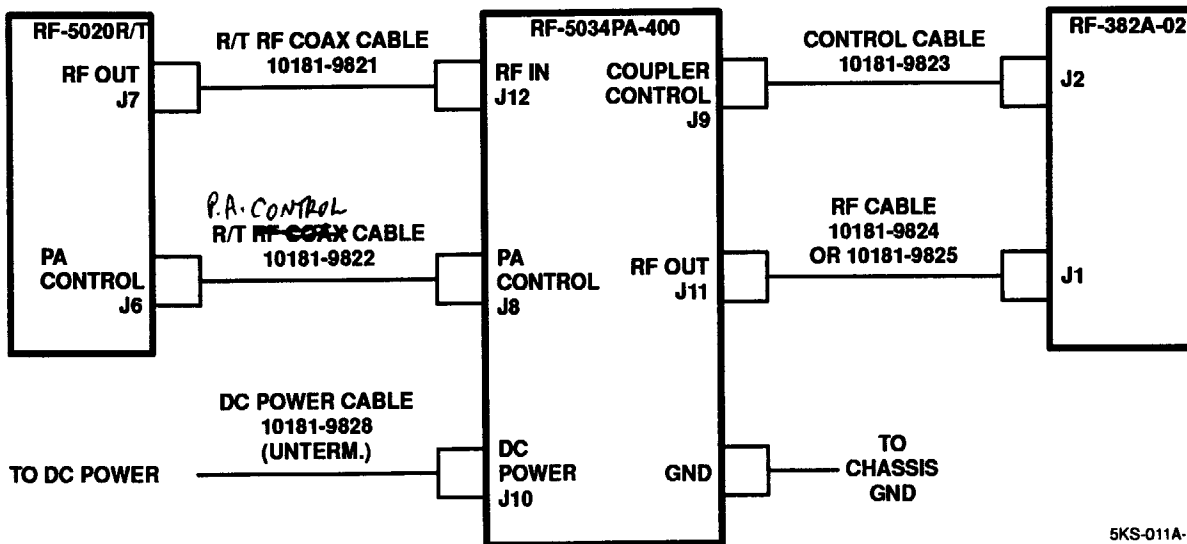 RF-5020R/T
RF OUT
J7
PA
CONTROL
J6
R/T RF COAX CABLE
10181-9821
P.A. CONTROL
R/T RF COAX CABLE
10181-9822
DC POWER CABLE
10181-9828
(UNTERM.)
TO DC POWER
RF-5034PA-400
RF IN
J12
COUPLER
CONTROL
J9
PA
CONTROL
J8
RF OUT
J11
DC
POWER
J10
GND
CONTROL CABLE
10181-9823
RF CABLE
10181-9824
OR 10181-9825
TO
CHASSIS
GND
RF-382A-02
J2
J1
5KS-011A-